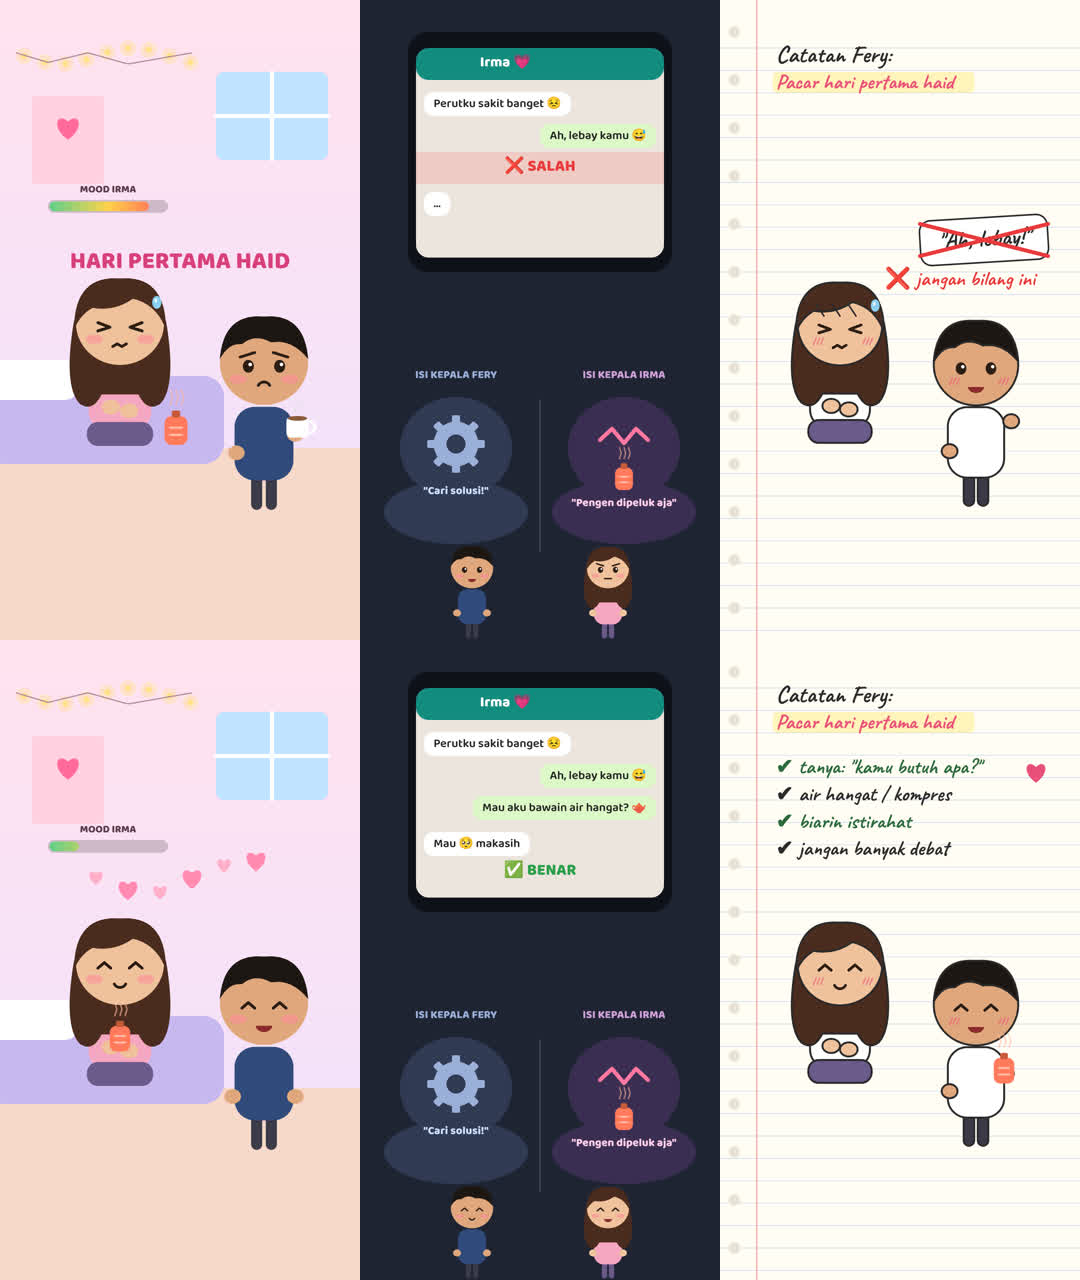 MOOD IRMA
HARI PERTAMA HAID
Irma 💗
Perutku sakit banget 😣
Ah, lebay kamu 😅
❌ SALAH
...
ISI KEPALA FERY
ISI KEPALA IRMA
"Cari solusi!"
"Pengen dipeluk aja"
Catatan Fery:
Pacar hari pertama haid
"Ah, lebay!"
❌ jangan bilang ini
MOOD IRMA
Irma 💗
Perutku sakit banget 😣
Ah, lebay kamu 😅
Mau aku bawain air hangat? 🫖
Mau 🥺 makasih
✅ BENAR
ISI KEPALA FERY
ISI KEPALA IRMA
"Cari solusi!"
"Pengen dipeluk aja"
Catatan Fery:
Pacar hari pertama haid
✔ tanya: "kamu butuh apa?"
✔ air hangat / kompres
✔ biarin istirahat
✔ jangan banyak debat